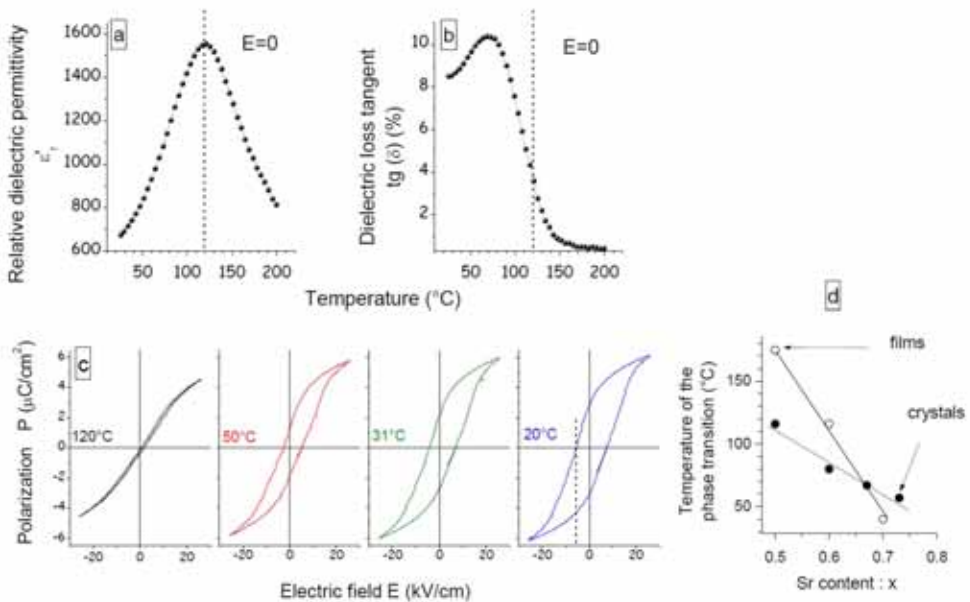 a
E=0
Relative dielectric permittivity
ε'r
1600
1400
1200
1000
800
600
50
100
150
200
b
E=0
Dielectric loss tangent
tg (δ) (%)
10
8
6
4
2
50
100
150
200
Temperature (°C)
c
Polarization P (μC/cm²)
6
4
2
0
-2
-4
-6
120°C
50°C
31°C
20°C
-20
0
20
-20
0
20
-20
0
20
-20
0
20
Electric field E (kV/cm)
d
films
crystals
Temperature of the
phase transition (°C)
150
100
50
0.5
0.6
0.7
0.8
Sr content : x